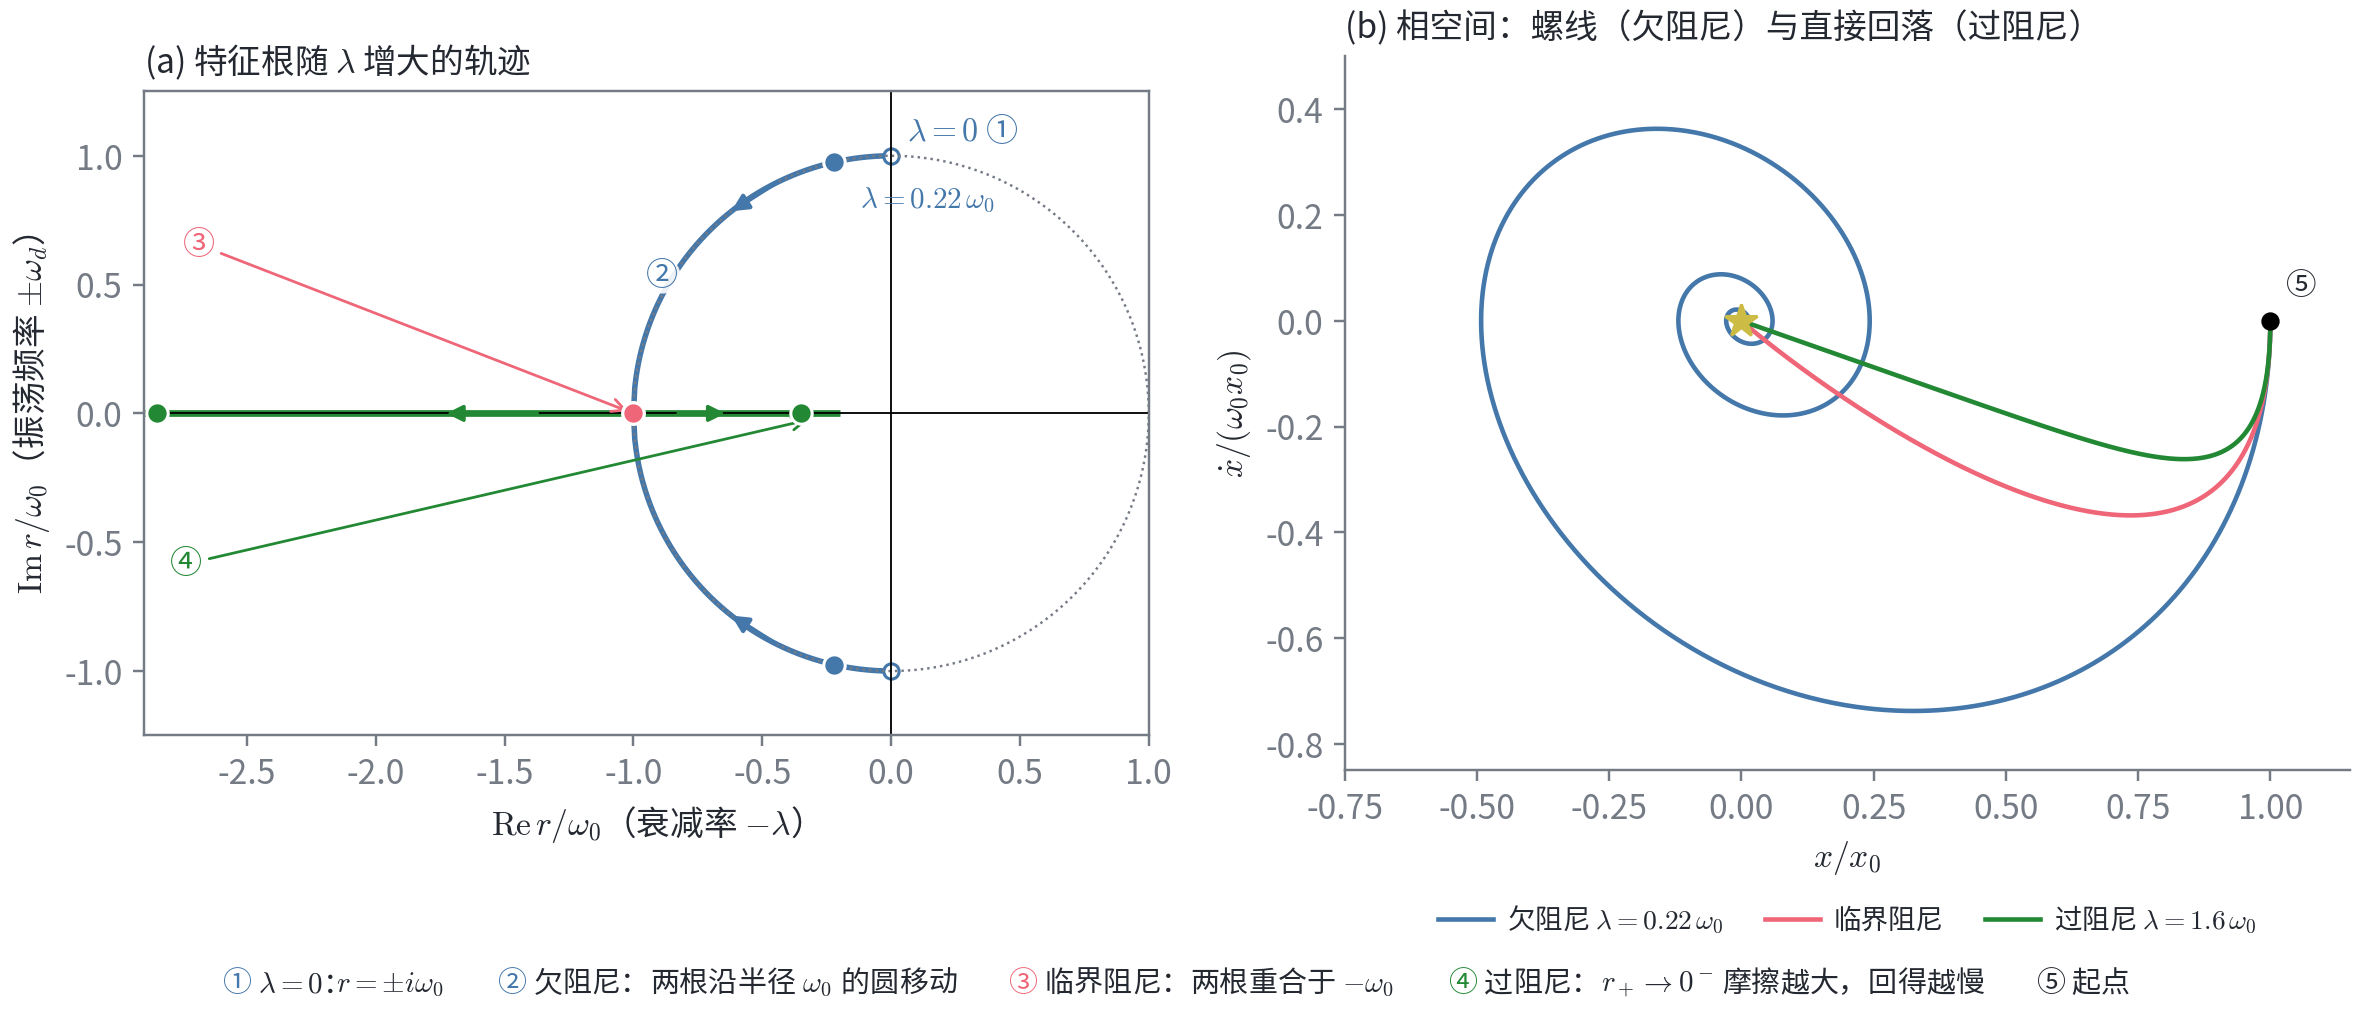 (a) 特征根随 λ 增大的轨迹
(b) 相空间：螺线（欠阻尼）与直接回落（过阻尼）
λ = 0 ①
λ = 0.22 ω₀
②
③
④
⑤
1.0
0.5
0.0
-0.5
-1.0
Im r/ω₀ （振荡频率 ±ω_d）
-2.5 -2.0 -1.5 -1.0 -0.5 0.0 0.5 1.0
Re r/ω₀（衰减率 −λ）
0.4
0.2
0.0
-0.2
-0.4
-0.6
-0.8
ẋ/(ω₀x₀)
-0.75 -0.50 -0.25 0.00 0.25 0.50 0.75 1.00
x/x₀
欠阻尼 λ = 0.22 ω₀ 临界阻尼 过阻尼 λ = 1.6 ω₀
① λ = 0: r = ±iω₀ ② 欠阻尼：两根沿半径 ω₀ 的圆移动 ③ 临界阻尼：两根重合于 −ω₀ ④ 过阻尼：r₊ → 0⁻ 摩擦越大，回得越慢 ⑤ 起点